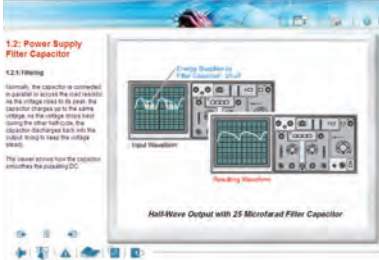 1.2: Power Supply
Filter Capacitor
1.2.1 Filtering
Normally, the capacitor is connected
in parallel or across the load resistor.
As the voltage rises to its peak, the
capacitor charges up to the same
voltage. As the voltage drops back
during the other half-cycle, the
capacitor discharges back into the
output trying to keep the voltage
steady.
The viewer shows how the capacitor
smoothes the pulsating DC.
Energy Supplied by
Filter Capacitor
Input Waveform
Resulting Waveform
Half-Wave Output with 25 Microfarad Filter Capacitor